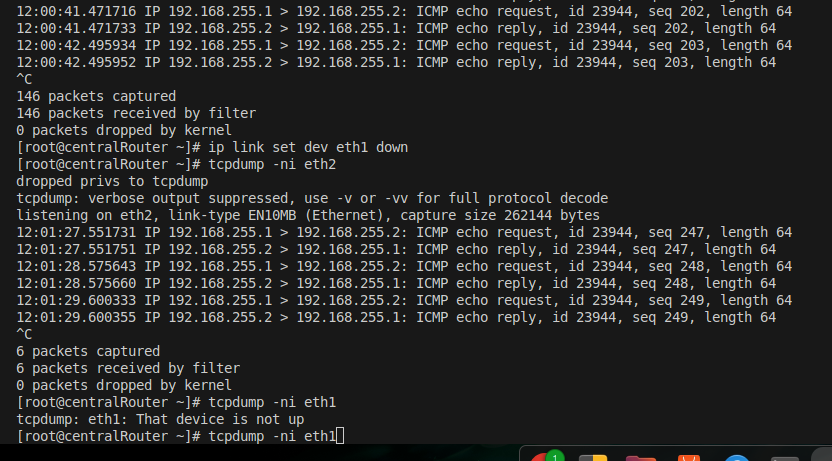 12:00:41.471716 IP 192.168.255.1 > 192.168.255.2: ICMP echo request, id 23944, seq 202, length 64
12:00:41.471733 IP 192.168.255.2 > 192.168.255.1: ICMP echo reply, id 23944, seq 202, length 64
12:00:42.495934 IP 192.168.255.1 > 192.168.255.2: ICMP echo request, id 23944, seq 203, length 64
12:00:42.495952 IP 192.168.255.2 > 192.168.255.1: ICMP echo reply, id 23944, seq 203, length 64
^C
146 packets captured
146 packets received by filter
0 packets dropped by kernel
[root@centralRouter ~]# ip link set dev eth1 down
[root@centralRouter ~]# tcpdump -ni eth2
dropped privs to tcpdump
tcpdump: verbose output suppressed, use -v or -vv for full protocol decode
listening on eth2, link-type EN10MB (Ethernet), capture size 262144 bytes
12:01:27.551731 IP 192.168.255.1 > 192.168.255.2: ICMP echo request, id 23944, seq 247, length 64
12:01:27.551751 IP 192.168.255.2 > 192.168.255.1: ICMP echo reply, id 23944, seq 247, length 64
12:01:28.575643 IP 192.168.255.1 > 192.168.255.2: ICMP echo request, id 23944, seq 248, length 64
12:01:28.575660 IP 192.168.255.2 > 192.168.255.1: ICMP echo reply, id 23944, seq 248, length 64
12:01:29.600333 IP 192.168.255.1 > 192.168.255.2: ICMP echo request, id 23944, seq 249, length 64
12:01:29.600355 IP 192.168.255.2 > 192.168.255.1: ICMP echo reply, id 23944, seq 249, length 64
^C
6 packets captured
6 packets received by filter
0 packets dropped by kernel
[root@centralRouter ~]# tcpdump -ni eth1
tcpdump: eth1: That device is not up
[root@centralRouter ~]# tcpdump -ni eth1
1